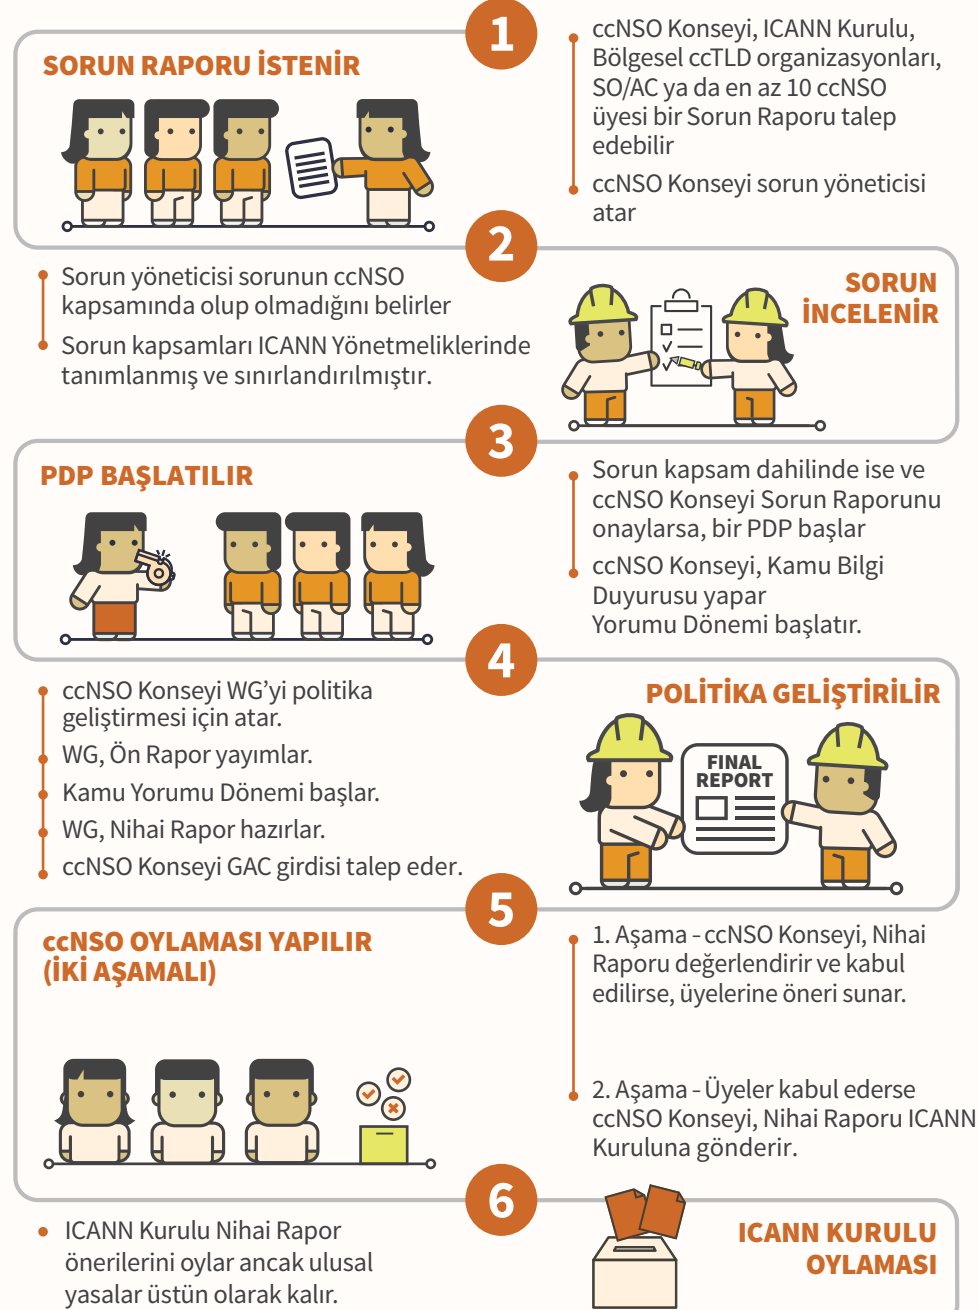 1
SORUN RAPORU İSTENİR
ccNSO Konseyi, ICANN Kurulu,
Bölgesel ccTLD organizasyonları,
SO/AC ya da en az 10 ccNSO
üyesi bir Sorun Raporu talep
edebilir
ccNSO Konseyi sorun yöneticisi
atar
2
SORUN
İNCELENİR
Sorun yöneticisi sorunun ccNSO
kapsamında olup olmadığını belirler
Sorun kapsamları ICANN Yönetmeliklerinde
tanımlanmış ve sınırlandırılmıştır.
3
PDP BAŞLATILIR
Sorun kapsam dahilinde ise ve
ccNSO Konseyi Sorun Raporunu
onaylarsa, bir PDP başlar
ccNSO Konseyi, Kamu Bilgi
Duyurusu yapar
Yorumu Dönemi başlatır.
4
POLİTİKA GELİŞTİRİLİR
ccNSO Konseyi WG’yi politika
geliştirmesi için atar.
WG, Ön Rapor yayımlar.
Kamu Yorumu Dönemi başlar.
WG, Nihai Rapor hazırlar.
ccNSO Konseyi GAC girdisi talep eder.
FINAL
REPORT
5
ccNSO OYLAMASI YAPILIR
(İKİ AŞAMALI)
1. Aşama - ccNSO Konseyi, Nihai
Raporu değerlendirir ve kabul
edilirse, üyelerine öneri sunar.
2. Aşama - Üyeler kabul ederse
ccNSO Konseyi, Nihai Raporu ICANN
Kuruluna gönderir.
6
ICANN KURULU
OYLAMASI
ICANN Kurulu Nihai Rapor
önerilerini oylar ancak ulusal
yasalar üstün olarak kalır.